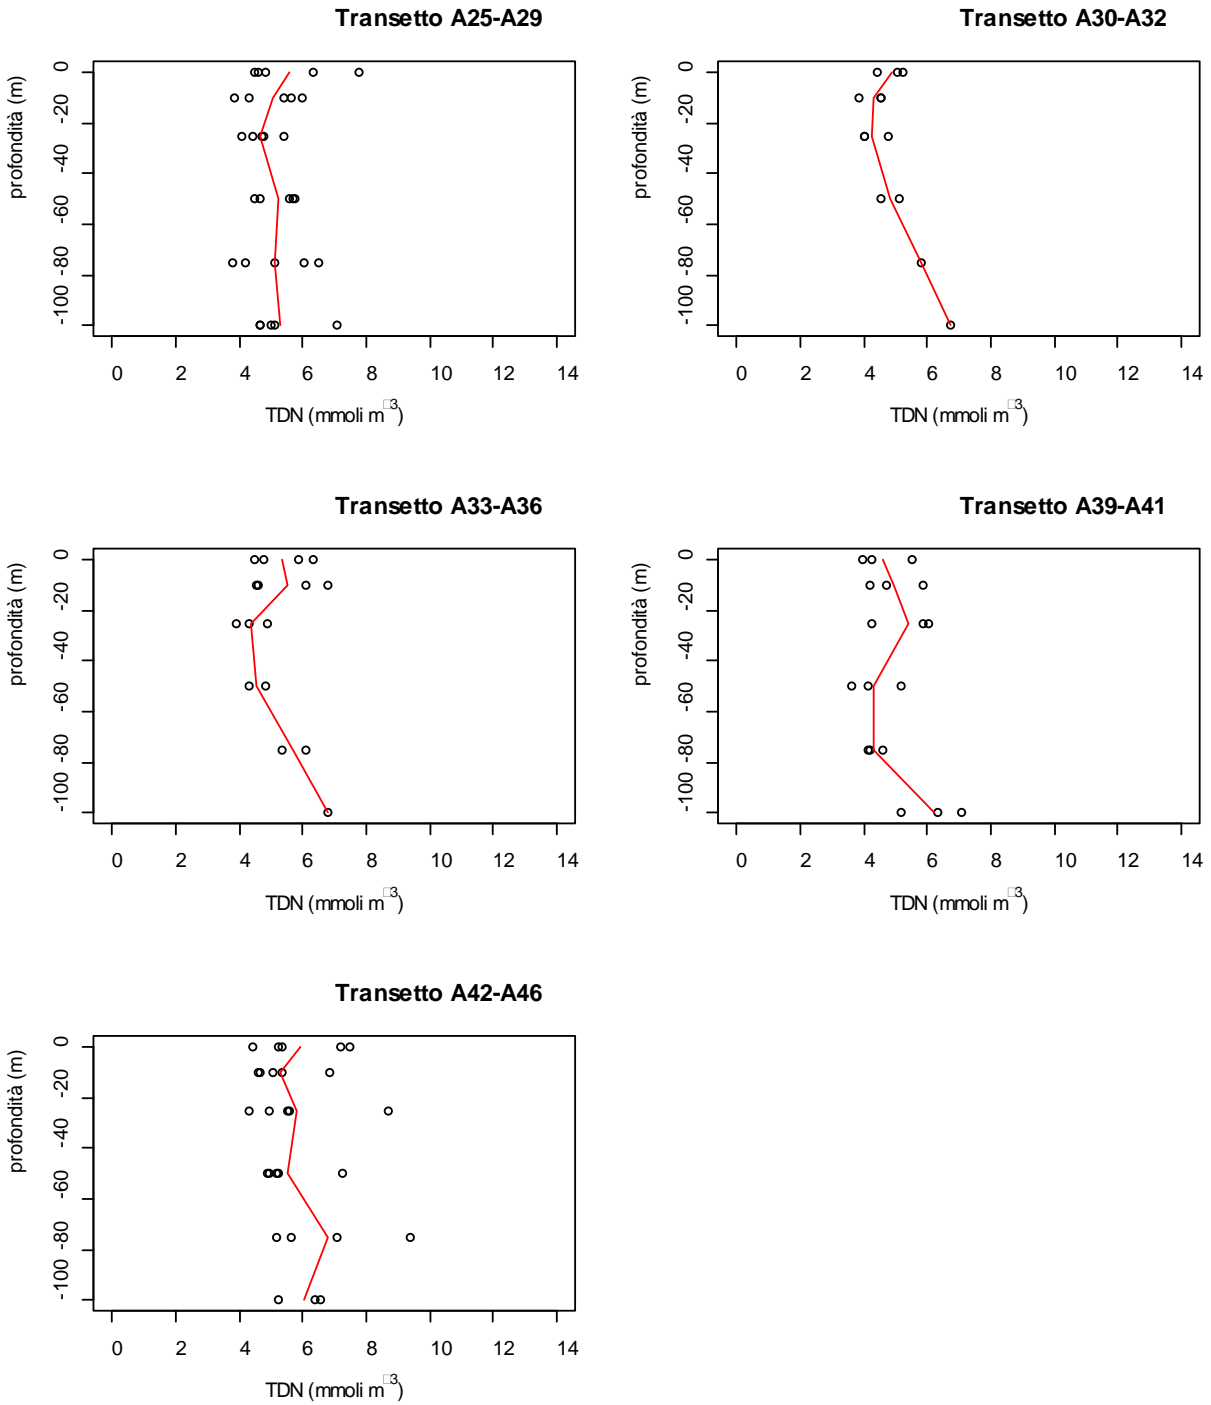 Transetto A25-A29
profondità (m)
0
-20
-40
-60
-80
-100
0 2 4 6 8 10 12 14
TDN (mmoli m□3)
Transetto A30-A32
profondità (m)
0
-20
-40
-60
-80
-100
0 2 4 6 8 10 12 14
TDN (mmoli m□3)
Transetto A33-A36
profondità (m)
0
-20
-40
-60
-80
-100
0 2 4 6 8 10 12 14
TDN (mmoli m□3)
Transetto A39-A41
profondità (m)
0
-20
-40
-60
-80
-100
0 2 4 6 8 10 12 14
TDN (mmoli m□3)
Transetto A42-A46
profondità (m)
0
-20
-40
-60
-80
-100
0 2 4 6 8 10 12 14
TDN (mmoli m□3)